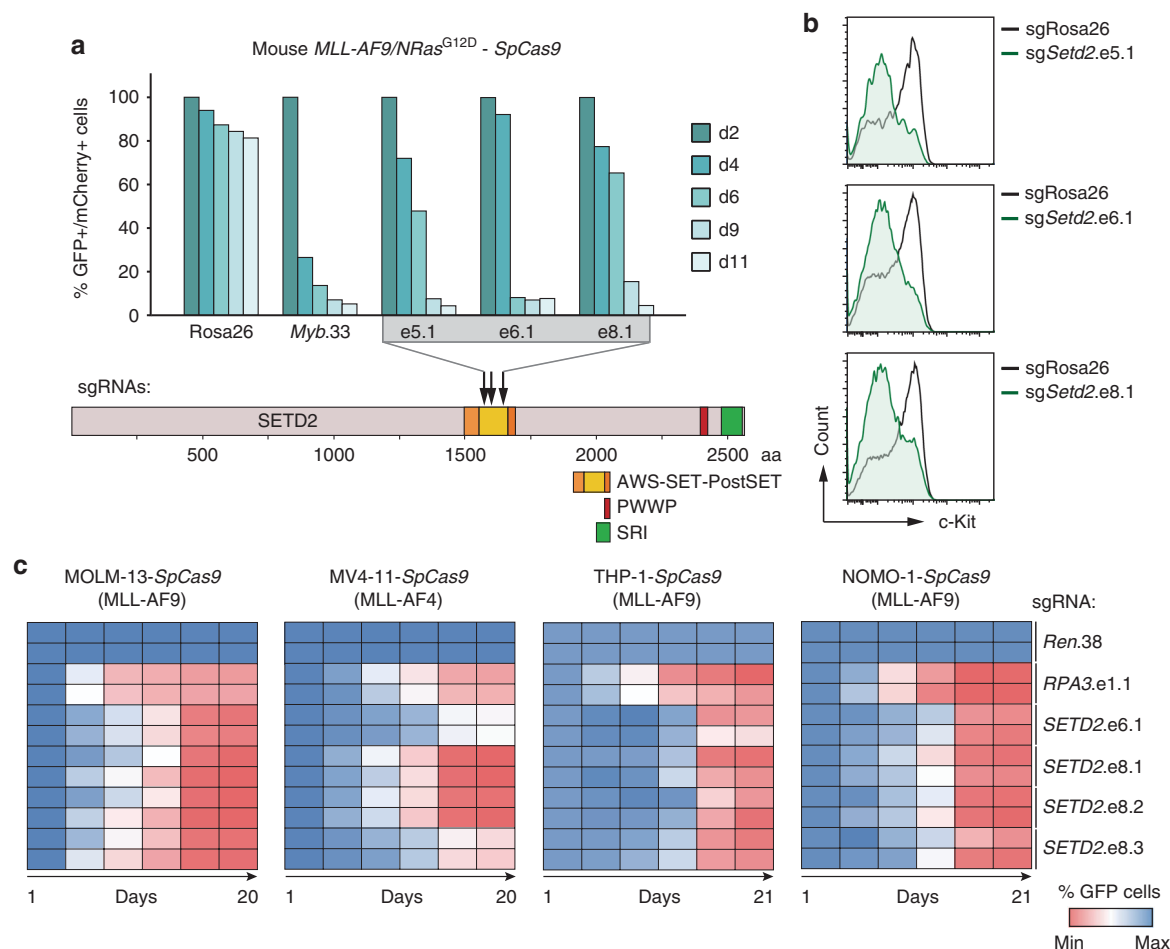 a
Mouse MLL-AF9/NRas^G12D - SpCas9
% GFP+/mCherry+ cells
100
80
60
40
20
0
Rosa26
Myb.33
e5.1
e6.1
e8.1
d2
d4
d6
d9
d11
sgRNAs:
SETD2
500
1000
1500
2000
2500
aa
AWS-SET-PostSET
PWWP
SRI
b
sgRosa26
sgSetd2.e5.1
sgRosa26
sgSetd2.e6.1
sgRosa26
sgSetd2.e8.1
Count
c-Kit
c
MOLM-13-SpCas9
(MLL-AF9)
MV4-11-SpCas9
(MLL-AF4)
THP-1-SpCas9
(MLL-AF9)
NOMO-1-SpCas9
(MLL-AF9)
sgRNA:
Ren.38
RPA3.e1.1
SETD2.e6.1
SETD2.e8.1
SETD2.e8.2
SETD2.e8.3
1 Days 20
1 Days 20
1 Days 21
1 Days 21
% GFP cells
Min Max